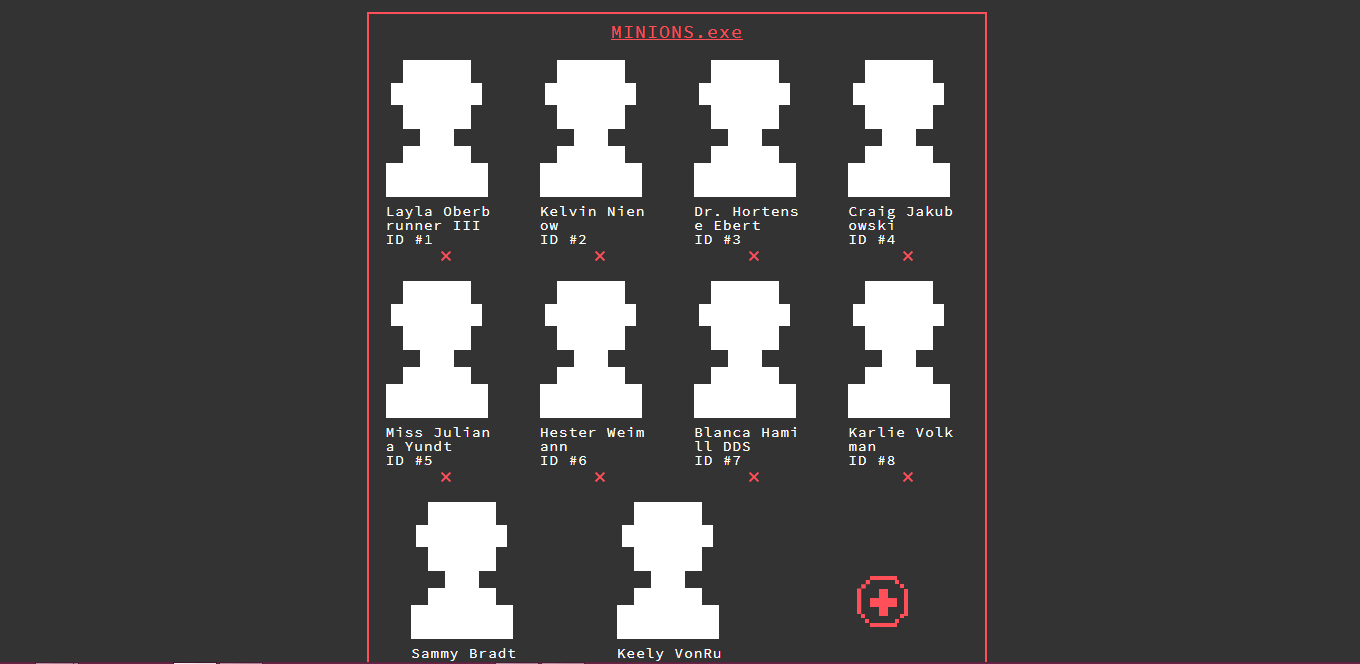 MINIONS.exe
Layla Oberb
runner III
ID #1
×
Kelvin Nien
ow
ID #2
×
Dr. Hortens
e Ebert
ID #3
×
Craig Jakub
owski
ID #4
×
Miss Julian
a Yundt
ID #5
×
Hester Weim
ann
ID #6
×
Blanca Hami
ll DDS
ID #7
×
Karlie Volk
man
ID #8
×
Sammy Bradt
Keely VonRu